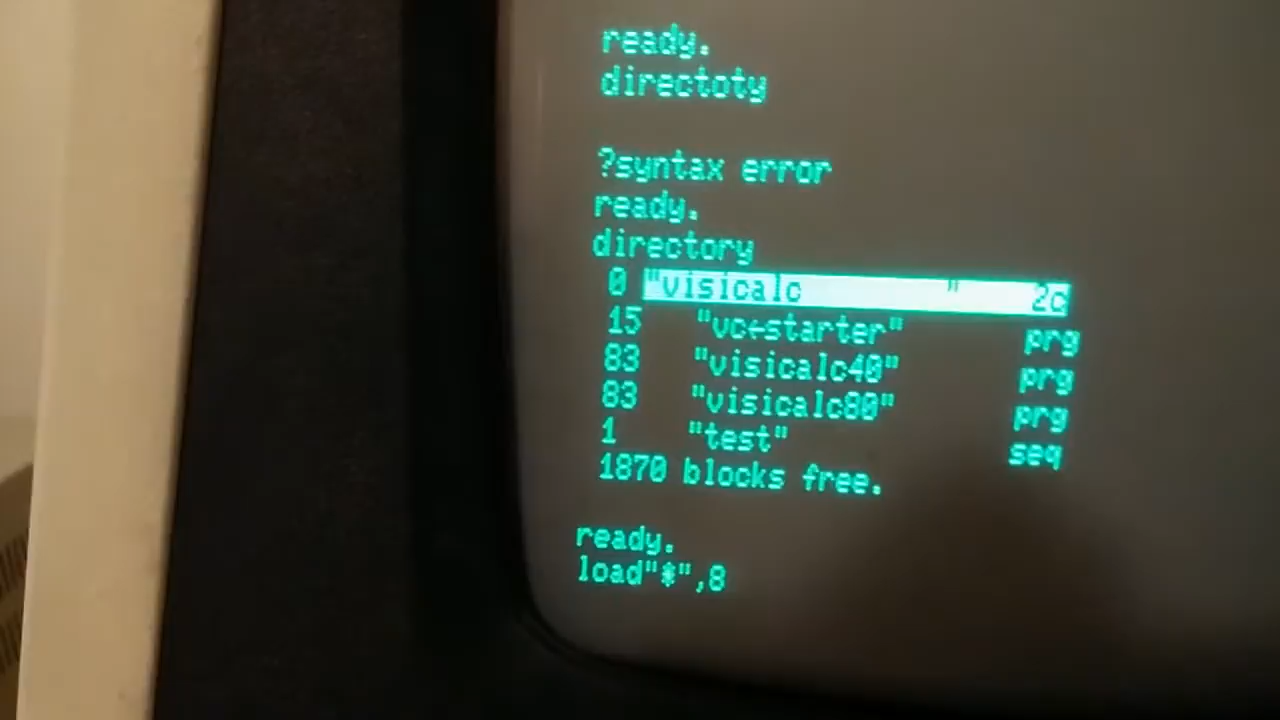 ready.
directoty
?syntax error
ready.
directory
0 "visicalc " 2c
15 "vc←starter" prg
83 "visicalc40" prg
83 "visicalc80" prg
1 "test" seq
1870 blocks free.
ready.
load"*",8